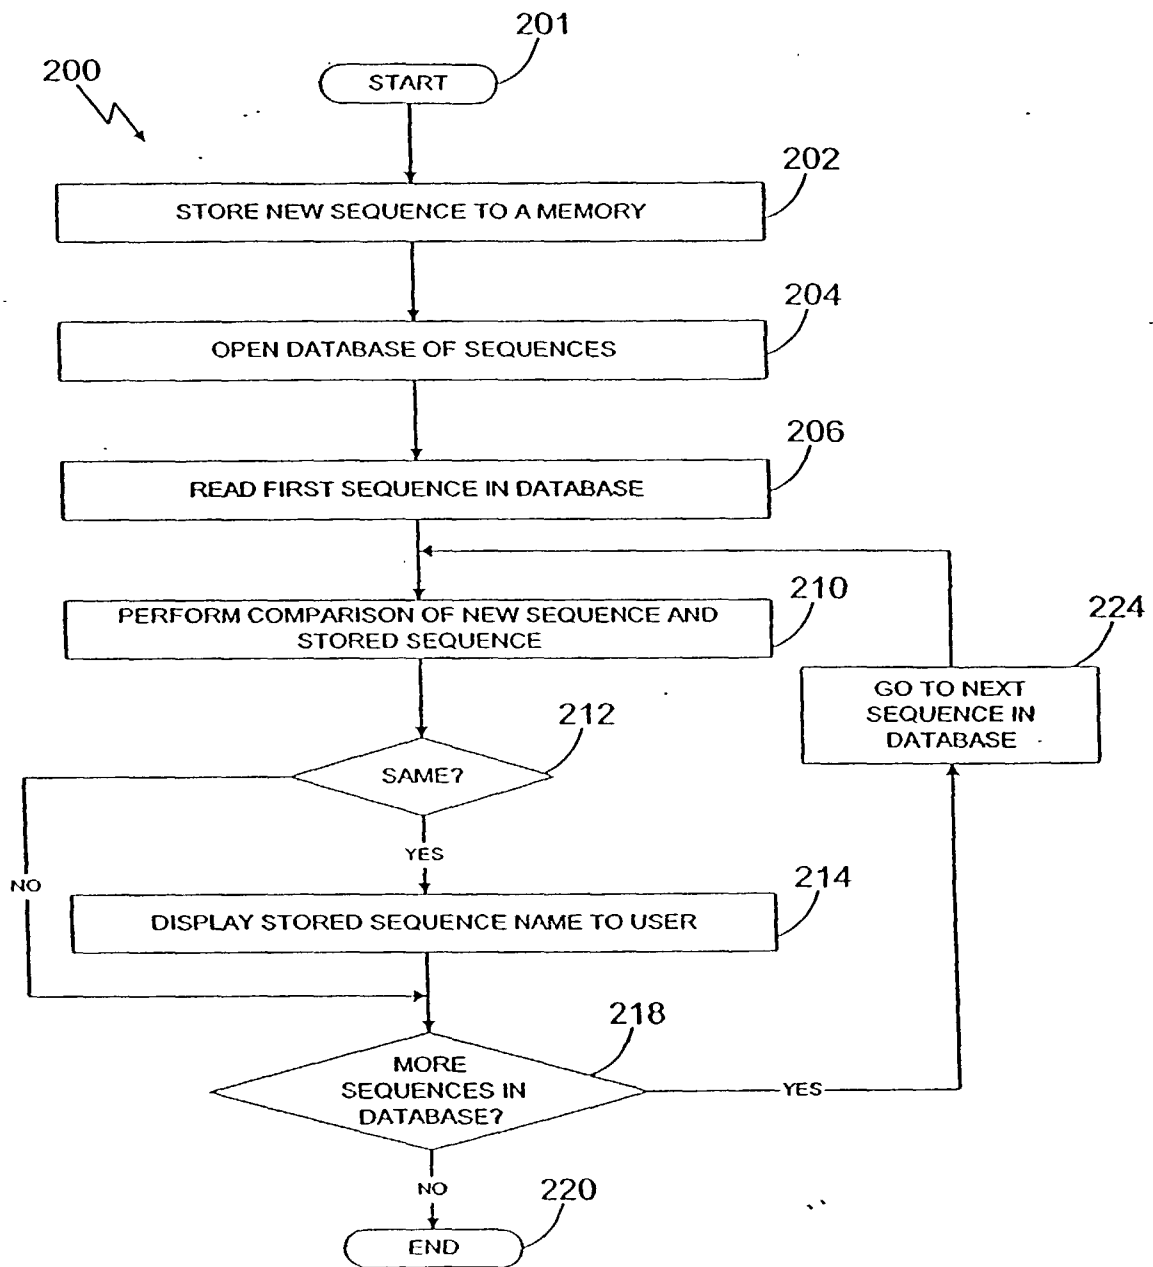 201
START
200
202
STORE NEW SEQUENCE TO A MEMORY
204
OPEN DATABASE OF SEQUENCES
206
READ FIRST SEQUENCE IN DATABASE
210
PERFORM COMPARISON OF NEW SEQUENCE AND
STORED SEQUENCE
224
GO TO NEXT
SEQUENCE IN
DATABASE
212
SAME?
YES
NO
214
DISPLAY STORED SEQUENCE NAME TO USER
218
MORE
SEQUENCES IN
DATABASE?
YES
NO
220
END